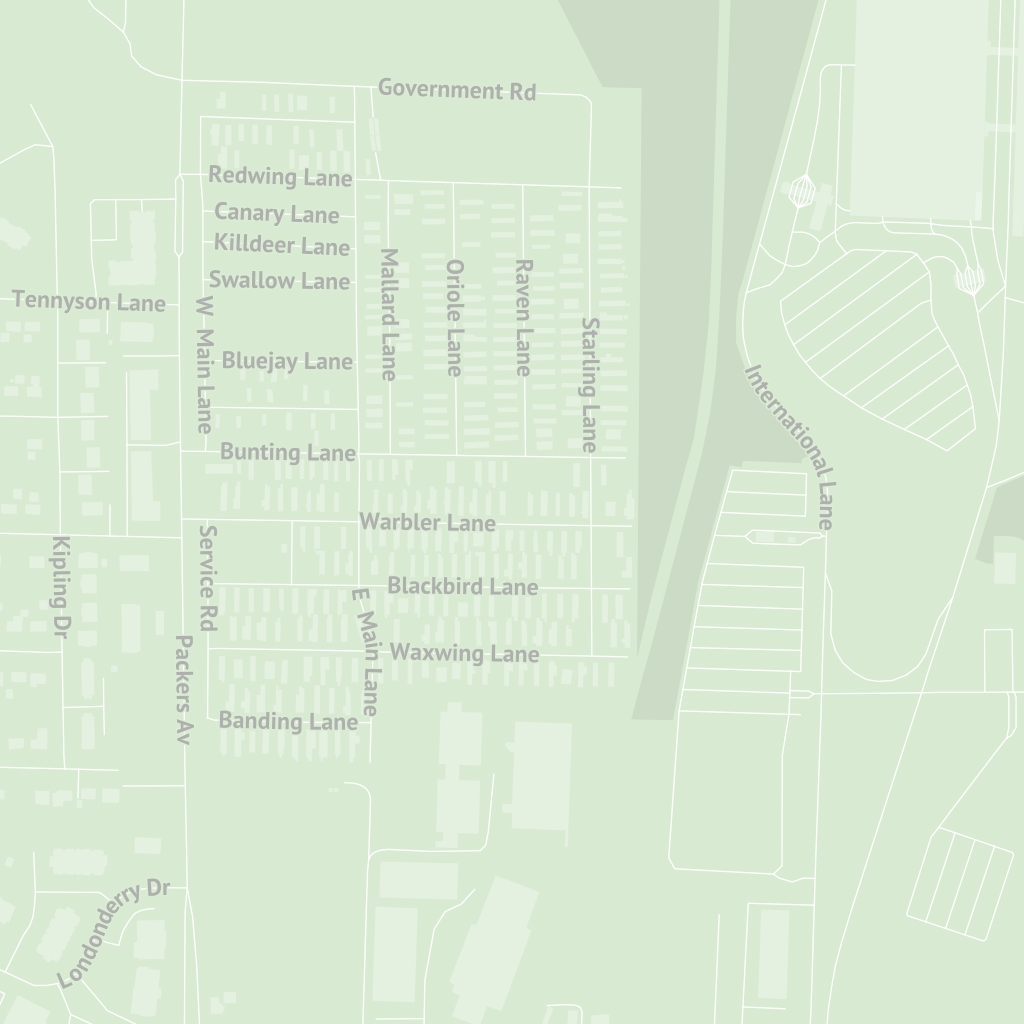 Government Rd
Redwing Lane
Canary Lane
Killdeer Lane
Swallow Lane
Tennyson Lane
W Main Lane
Mallard Lane
Oriole Lane
Raven Lane
Starling Lane
Bluejay Lane
International Lane
Bunting Lane
Warbler Lane
Service Rd
Kipling Dr
Blackbird Lane
E Main Lane
Packers Av
Waxwing Lane
Banding Lane
Londonderry Dr